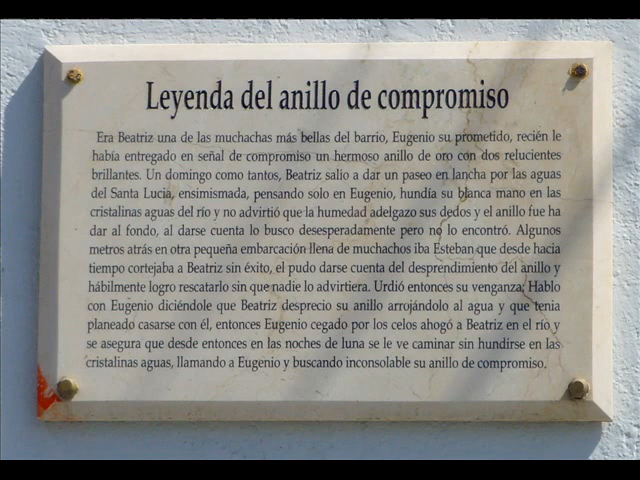 Leyenda del anillo de compromiso
Era Beatriz una de las muchachas más bellas del barrio, Eugenio su prometido, recién le
había entregado en señal de compromiso un hermoso anillo de oro con dos relucientes
brillantes. Un domingo como tantos, Beatriz salio a dar un paseo en lancha por las aguas
del Santa Lucia, ensimismada, pensando solo en Eugenio, hundía su blanca mano en las
cristalinas aguas del río y no advirtió que la humedad adelgazo sus dedos y el anillo fue ha
dar al fondo, al darse cuenta lo busco desesperadamente pero no lo encontró. Algunos
metros atrás en otra pequeña embarcación llena de muchachos iba Esteban que desde hacia
tiempo cortejaba a Beatriz sin éxito, el pudo darse cuenta del desprendimiento del anillo y
hábilmente logro rescatarlo sin que nadie lo advirtiera. Urdió entonces su venganza; Hablo
con Eugenio diciéndole que Beatriz desprecio su anillo arrojándolo al agua y que tenia
planeado casarse con él, entonces Eugenio cegado por los celos ahogó a Beatriz en el río y
se asegura que desde entonces en las noches de luna se le ve caminar sin hundirse en las
cristalinas aguas, llamando a Eugenio y buscando inconsolable su anillo de compromiso.